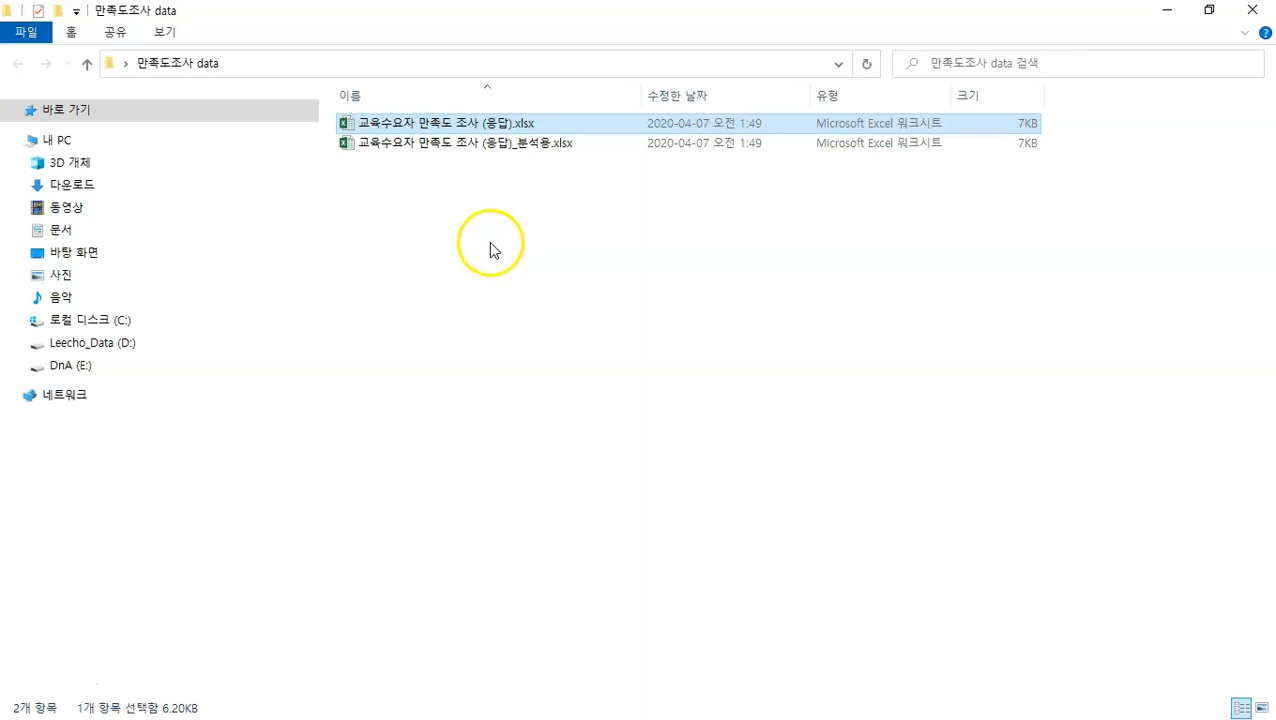 만족도조사 data
파일 홈 공유 보기
만족도조사 data
만족도조사 data 검색
이름 수정한 날짜 유형 크기
교육수요자 만족도 조사 (응답).xlsx 2020-04-07 오전 1:49 Microsoft Excel 워크시트 7KB
교육수요자 만족도 조사 (응답)_분석용.xlsx 2020-04-07 오전 1:49 Microsoft Excel 워크시트 7KB
바로 가기
내 PC
3D 개체
다운로드
동영상
문서
바탕 화면
사진
음악
로컬 디스크 (C:)
Leecho_Data (D:)
DnA (E:)
네트워크
2개 항목 1개 항목 선택함 6.20KB